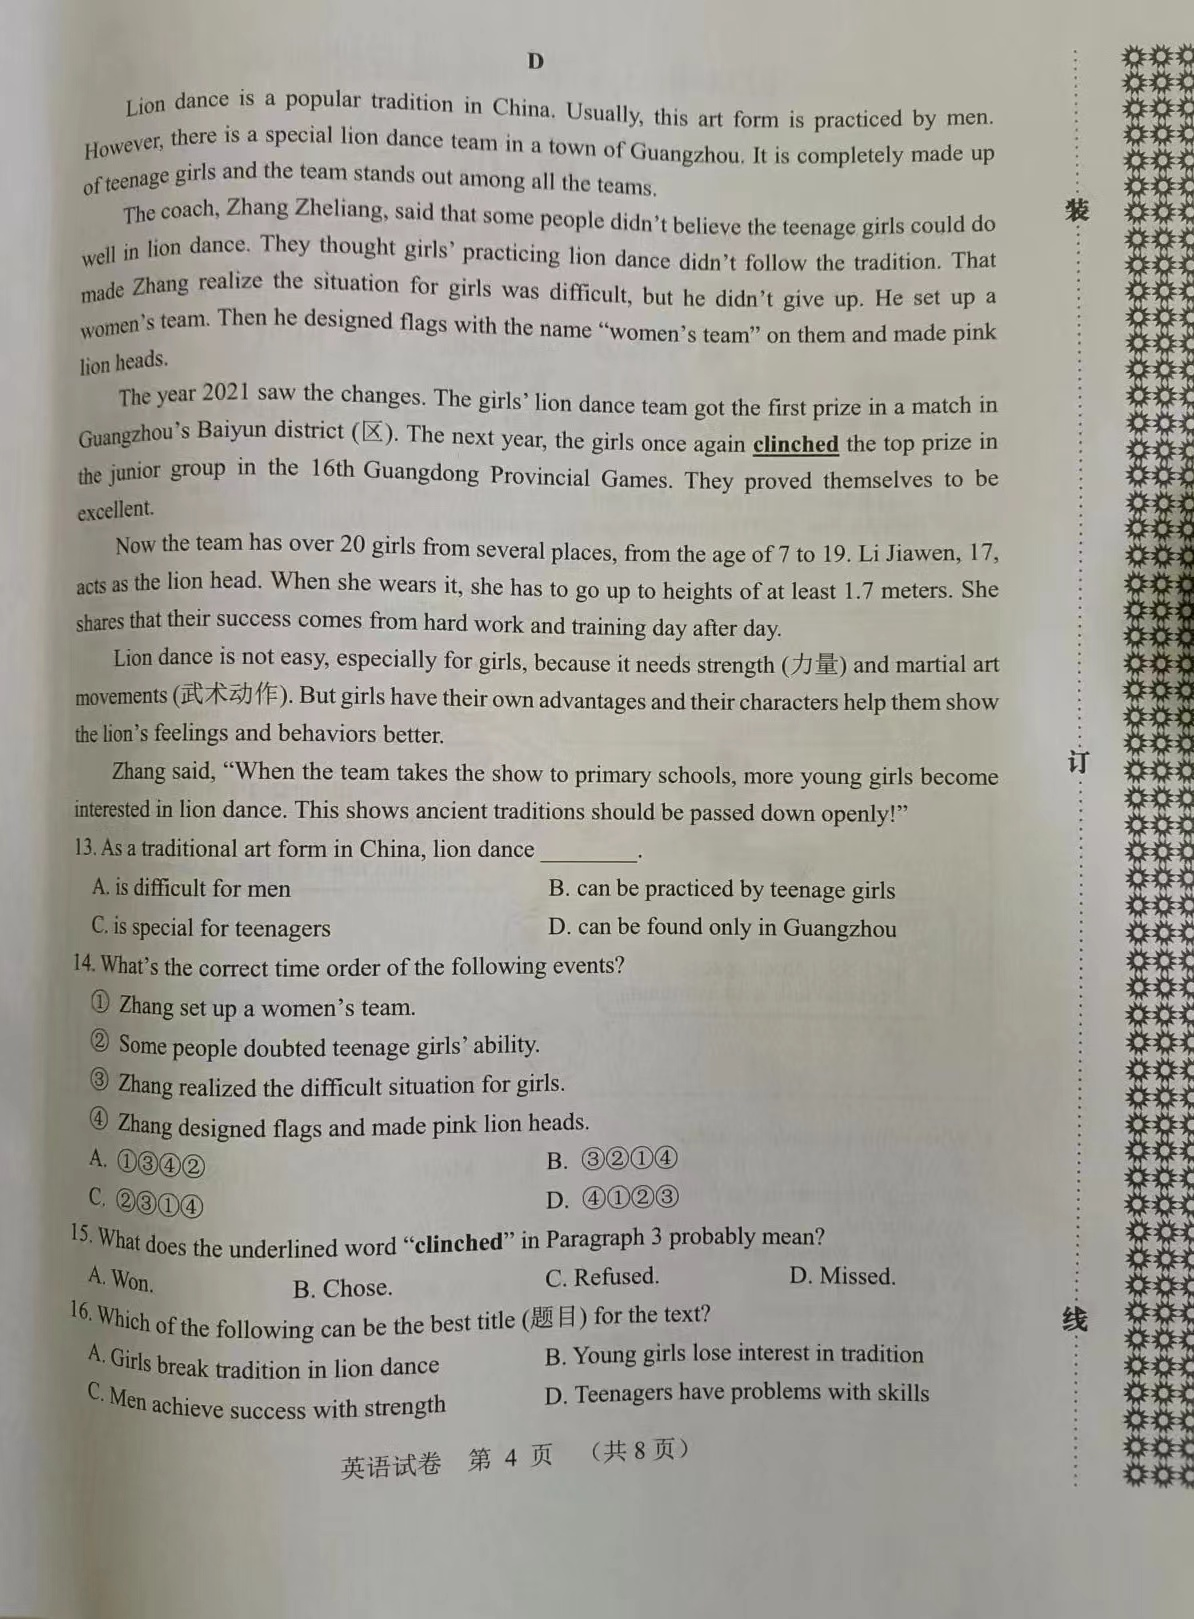 D
Lion dance is a popular tradition in China. Usually, this art form is practiced by men.
However, there is a special lion dance team in a town of Guangzhou. It is completely made up
of teenage girls and the team stands out among all the teams.
The coach, Zhang Zheliang, said that some people didn't believe the teenage girls could do
well in lion dance. They thought girls' practicing lion dance didn't follow the tradition. That
made Zhang realize the situation for girls was difficult, but he didn't give up. He set up a
women's team. Then he designed flags with the name “women's team” on them and made pink
lion heads.
The year 2021 saw the changes. The girls' lion dance team got the first prize in a match in
Guangzhou's Baiyun district (区). The next year, the girls once again clinched the top prize in
the junior group in the 16th Guangdong Provincial Games. They proved themselves to be
excellent.
Now the team has over 20 girls from several places, from the age of 7 to 19. Li Jiawen, 17,
acts as the lion head. When she wears it, she has to go up to heights of at least 1.7 meters. She
shares that their success comes from hard work and training day after day.
Lion dance is not easy, especially for girls, because it needs strength (力量) and martial art
movements (武术动作). But girls have their own advantages and their characters help them show
the lion's feelings and behaviors better.
Zhang said, “When the team takes the show to primary schools, more young girls become
interested in lion dance. This shows ancient traditions should be passed down openly!”
13. As a traditional art form in China, lion dance ________.
A. is difficult for men B. can be practiced by teenage girls
C. is special for teenagers D. can be found only in Guangzhou
14. What's the correct time order of the following events?
① Zhang set up a women's team.
② Some people doubted teenage girls' ability.
③ Zhang realized the difficult situation for girls.
④ Zhang designed flags and made pink lion heads.
A. ①③④② B. ③②①④
C. ②③①④ D. ④①②③
15. What does the underlined word “clinched” in Paragraph 3 probably mean?
A. Won. B. Chose. C. Refused. D. Missed.
16. Which of the following can be the best title (题目) for the text?
A. Girls break tradition in lion dance B. Young girls lose interest in tradition
C. Men achieve success with strength D. Teenagers have problems with skills
英语试卷 第 4 页 （共 8 页）
装
订
线